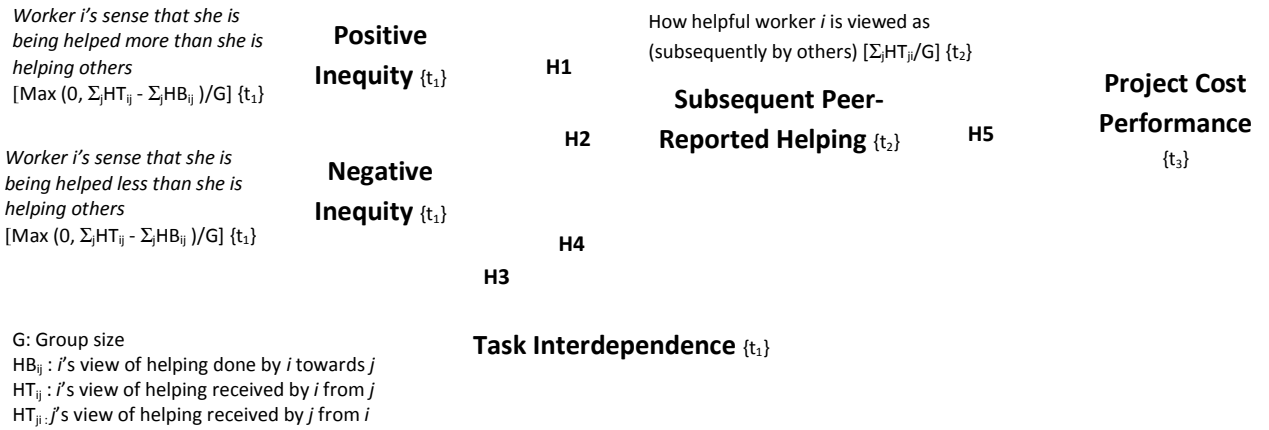 Worker i’s sense that she is
being helped more than she is
helping others
[Max (0, ΣjHTij - ΣjHBij )/G] {t1}
Positive
Inequity {t1}
H1
How helpful worker i is viewed as
(subsequently by others) [ΣjHTji/G] {t2}
Subsequent Peer-
Reported Helping {t2}
H2
H5
Project Cost
Performance
{t3}
Worker i’s sense that she is
being helped less than she is
helping others
[Max (0, ΣjHTij - ΣjHBij )/G] {t1}
Negative
Inequity {t1}
H4
H3
Task Interdependence {t1}
G: Group size
HBij : i’s view of helping done by i towards j
HTij : i’s view of helping received by i from j
HTji : j’s view of helping received by j from i